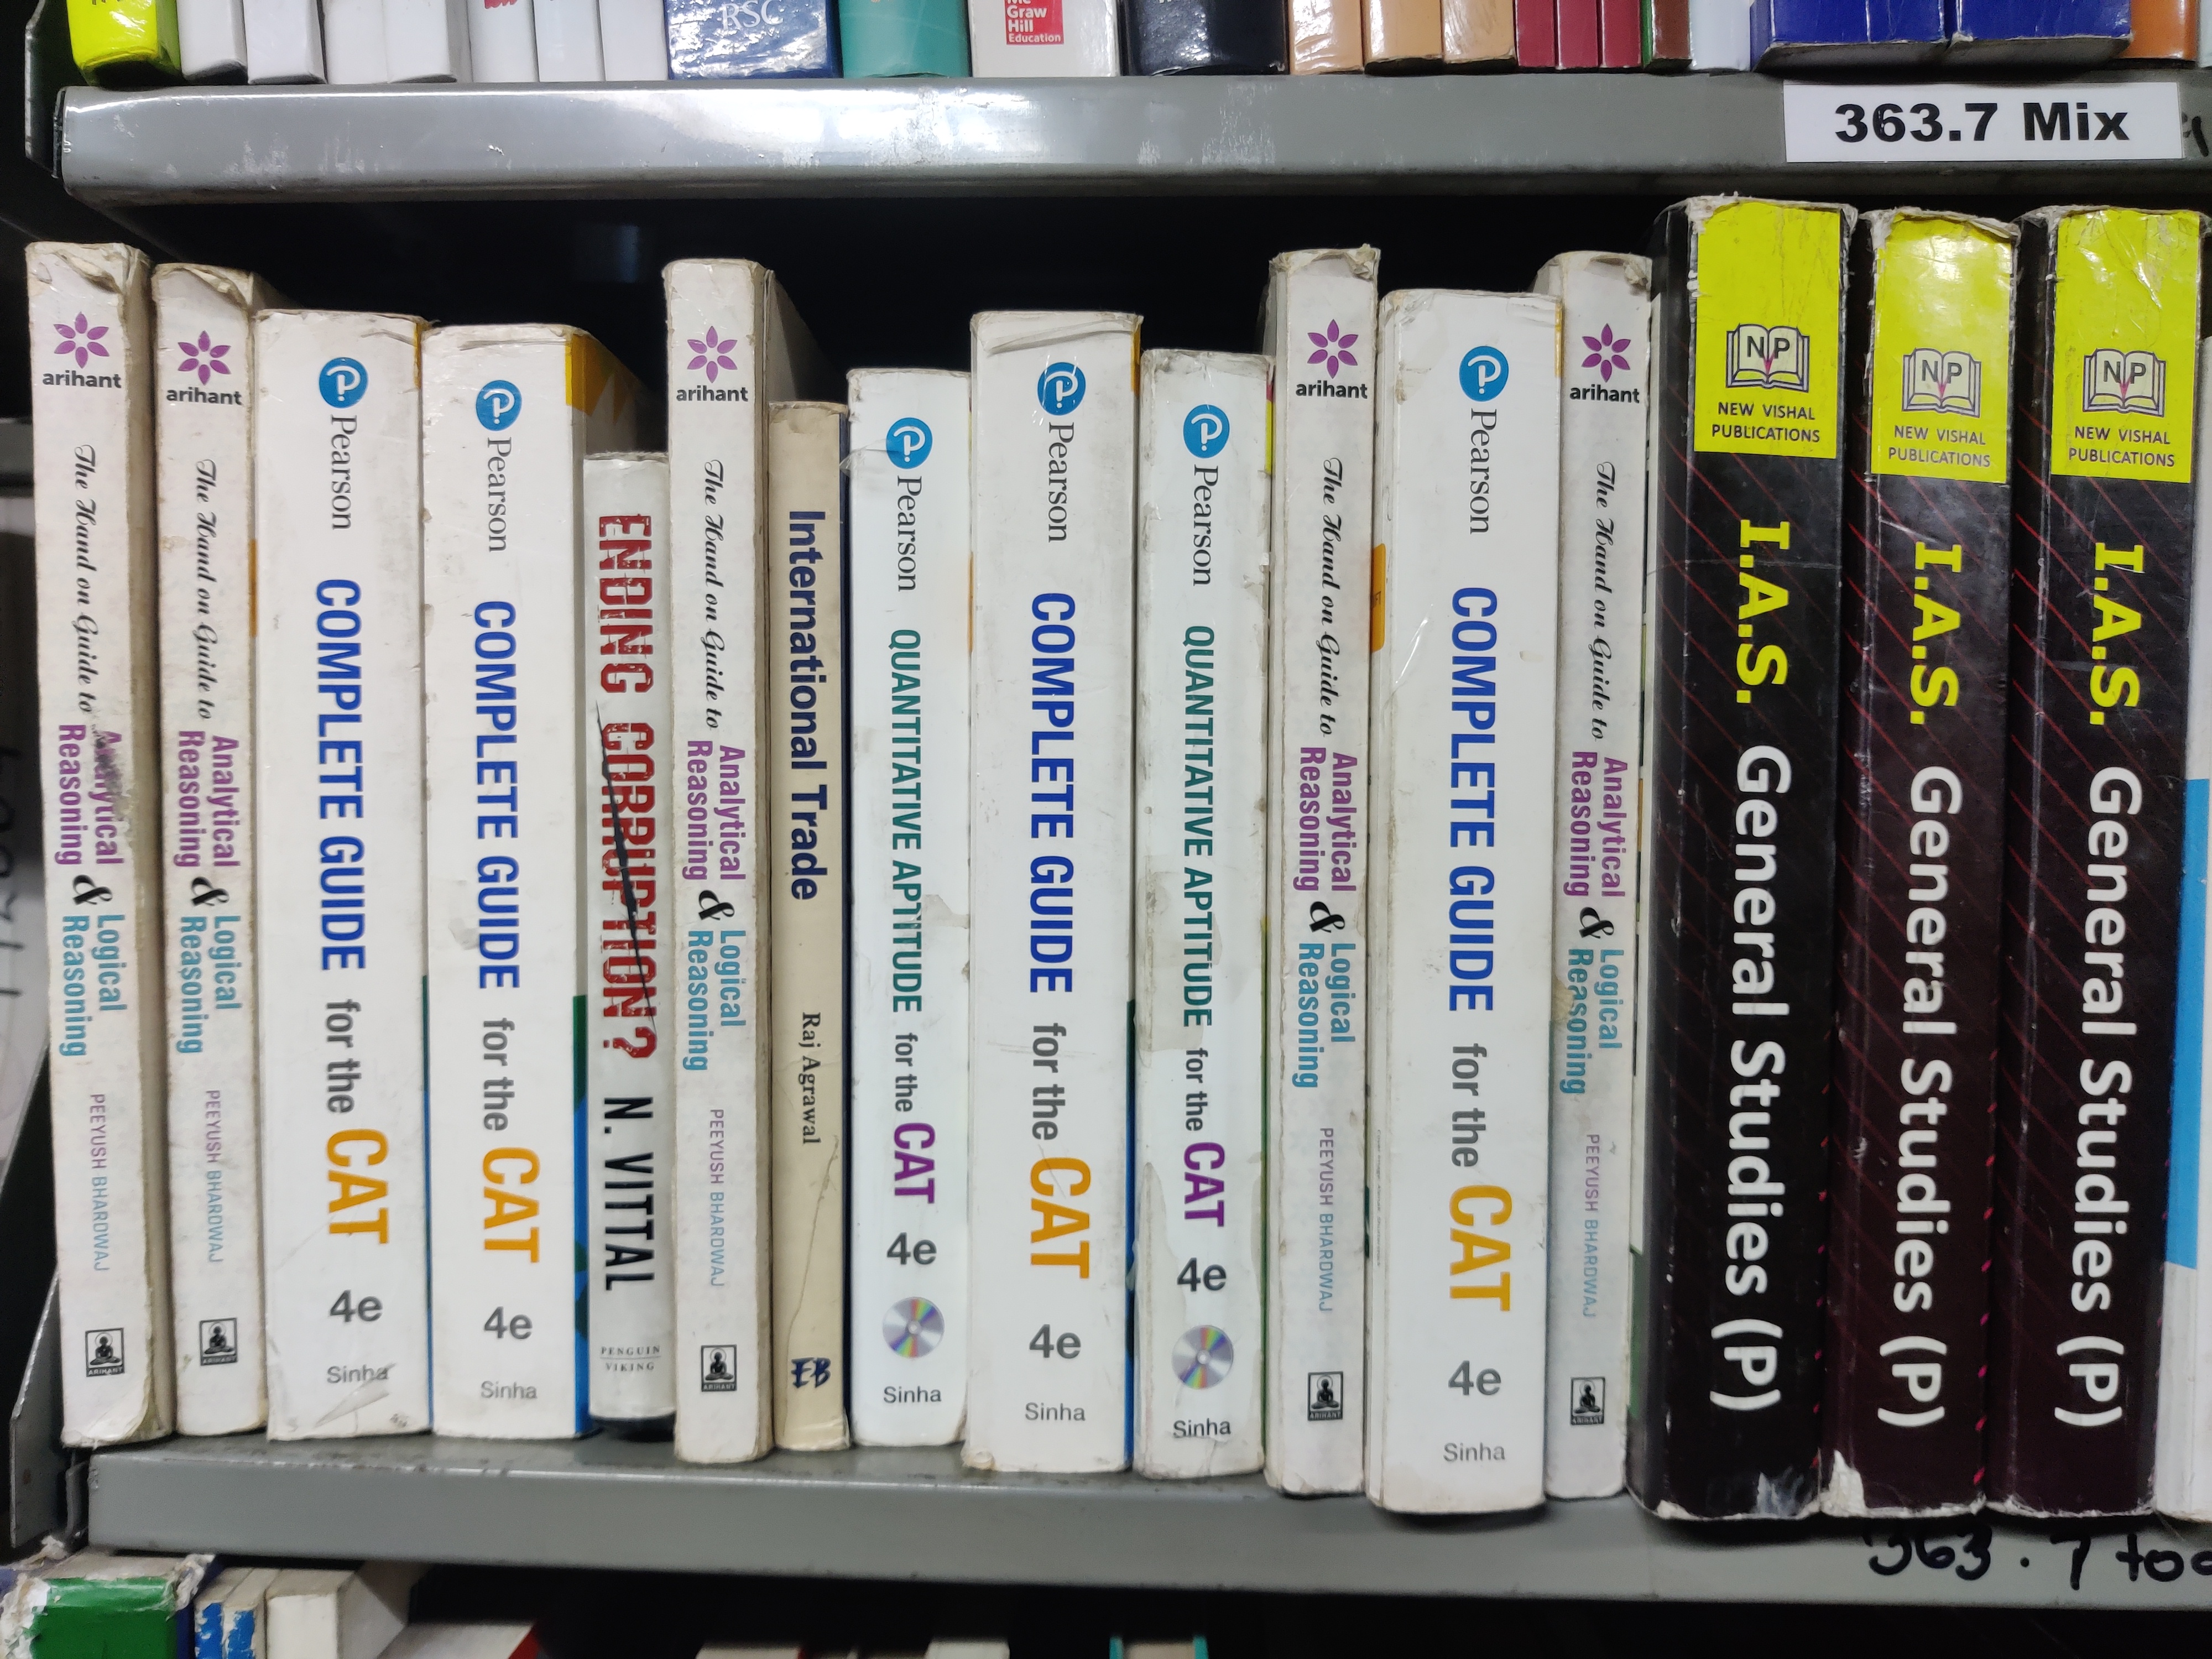 RSC
Mc
Graw
Hill
Education
363.7 Mix
arihant
The Hand on Guide to
Analytical
Reasoning
&
Logical
Reasoning
PEEYUSH BHARDWAJ
ARIHANT
arihant
The Hand on Guide to
Analytical
Reasoning
&
Logical
Reasoning
PEEYUSH BHARDWAJ
ARIHANT
Pearson
COMPLETE GUIDE for the CAT
4e
Sinha
Pearson
COMPLETE GUIDE for the CAT
4e
Sinha
ENDING CORRUPTION? N. VITTAL
PENGUIN
VIKING
arihant
The Hand on Guide to
Analytical
Reasoning
&
Logical
Reasoning
PEEYUSH BHARDWAJ
ARIHANT
International Trade
Raj Agrawal
Pearson
QUANTITATIVE APTITUDE for the CAT
4e
Sinha
Pearson
COMPLETE GUIDE for the CAT
4e
Sinha
Pearson
QUANTITATIVE APTITUDE for the CAT
4e
Sinha
arihant
The Hand on Guide to
Analytical
Reasoning
&
Logical
Reasoning
PEEYUSH BHARDWAJ
ARIHANT
Pearson
COMPLETE GUIDE for the CAT
4e
Sinha
arihant
The Hand on Guide to
Analytical
Reasoning
&
Logical
Reasoning
PEEYUSH BHARDWAJ
ARIHANT
NP
NEW VISHAL
PUBLICATIONS
I.A.S. General Studies (P)
NP
NEW VISHAL
PUBLICATIONS
I.A.S. General Studies (P)
NP
NEW VISHAL
PUBLICATIONS
I.A.S. General Studies (P)
363.7